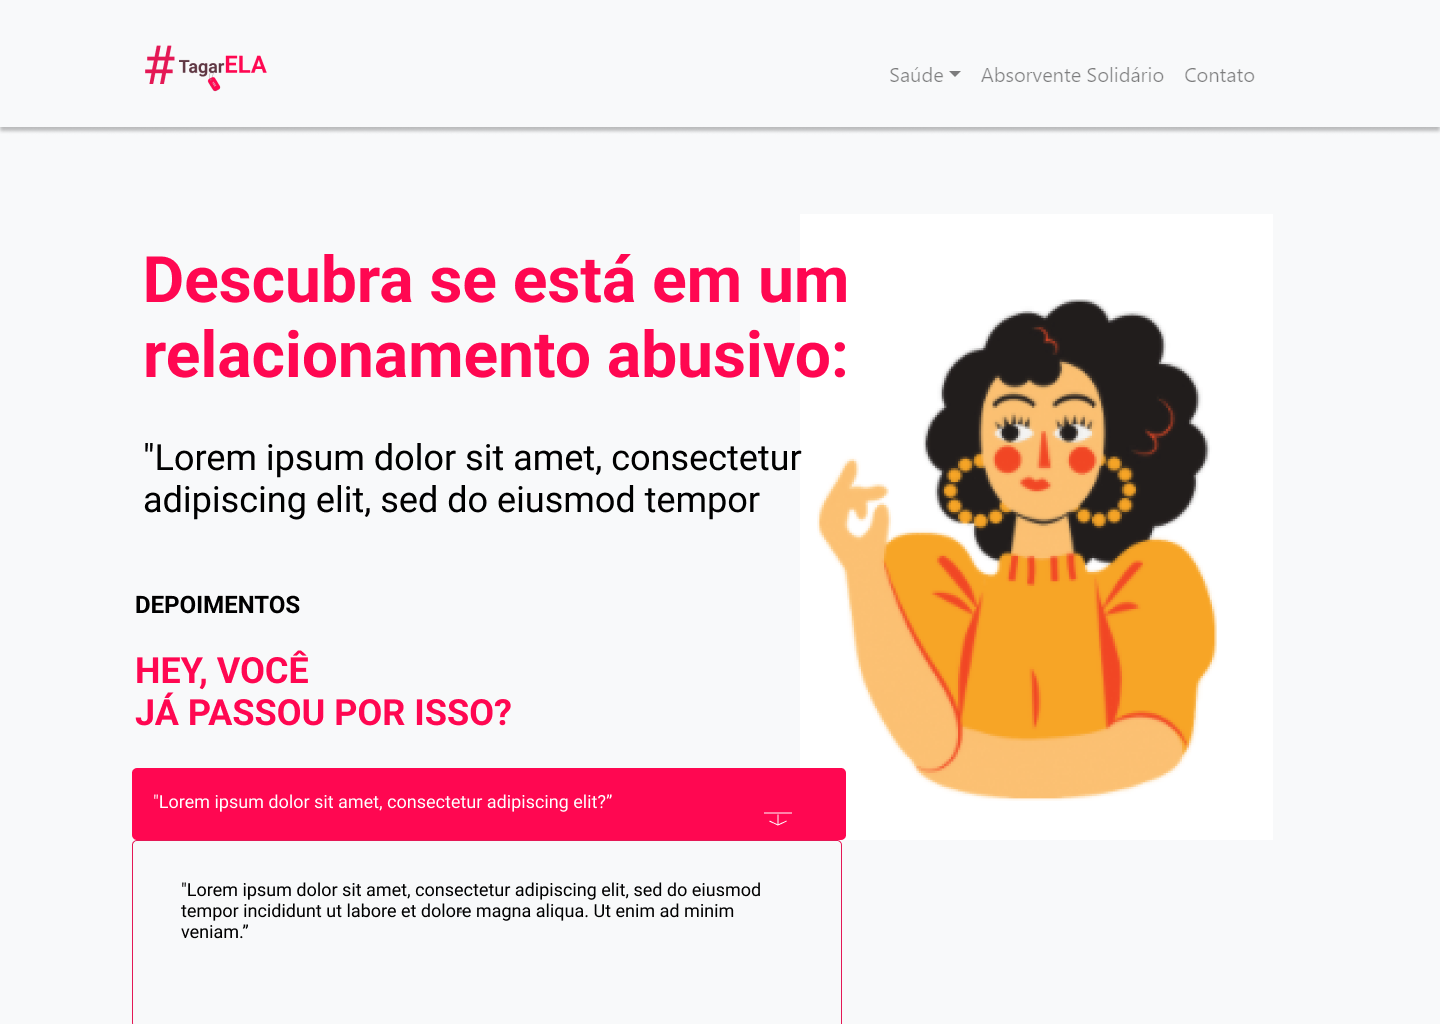 #TagarELA
Saúde Absorvente Solidário Contato
Descubra se está em um
relacionamento abusivo:
"Lorem ipsum dolor sit amet, consectetur
adipiscing elit, sed do eiusmod tempor
DEPOIMENTOS
HEY, VOCÊ
JÁ PASSOU POR ISSO?
"Lorem ipsum dolor sit amet, consectetur adipiscing elit?”
"Lorem ipsum dolor sit amet, consectetur adipiscing elit, sed do eiusmod
tempor incididunt ut labore et dolore magna aliqua. Ut enim ad minim
veniam.”